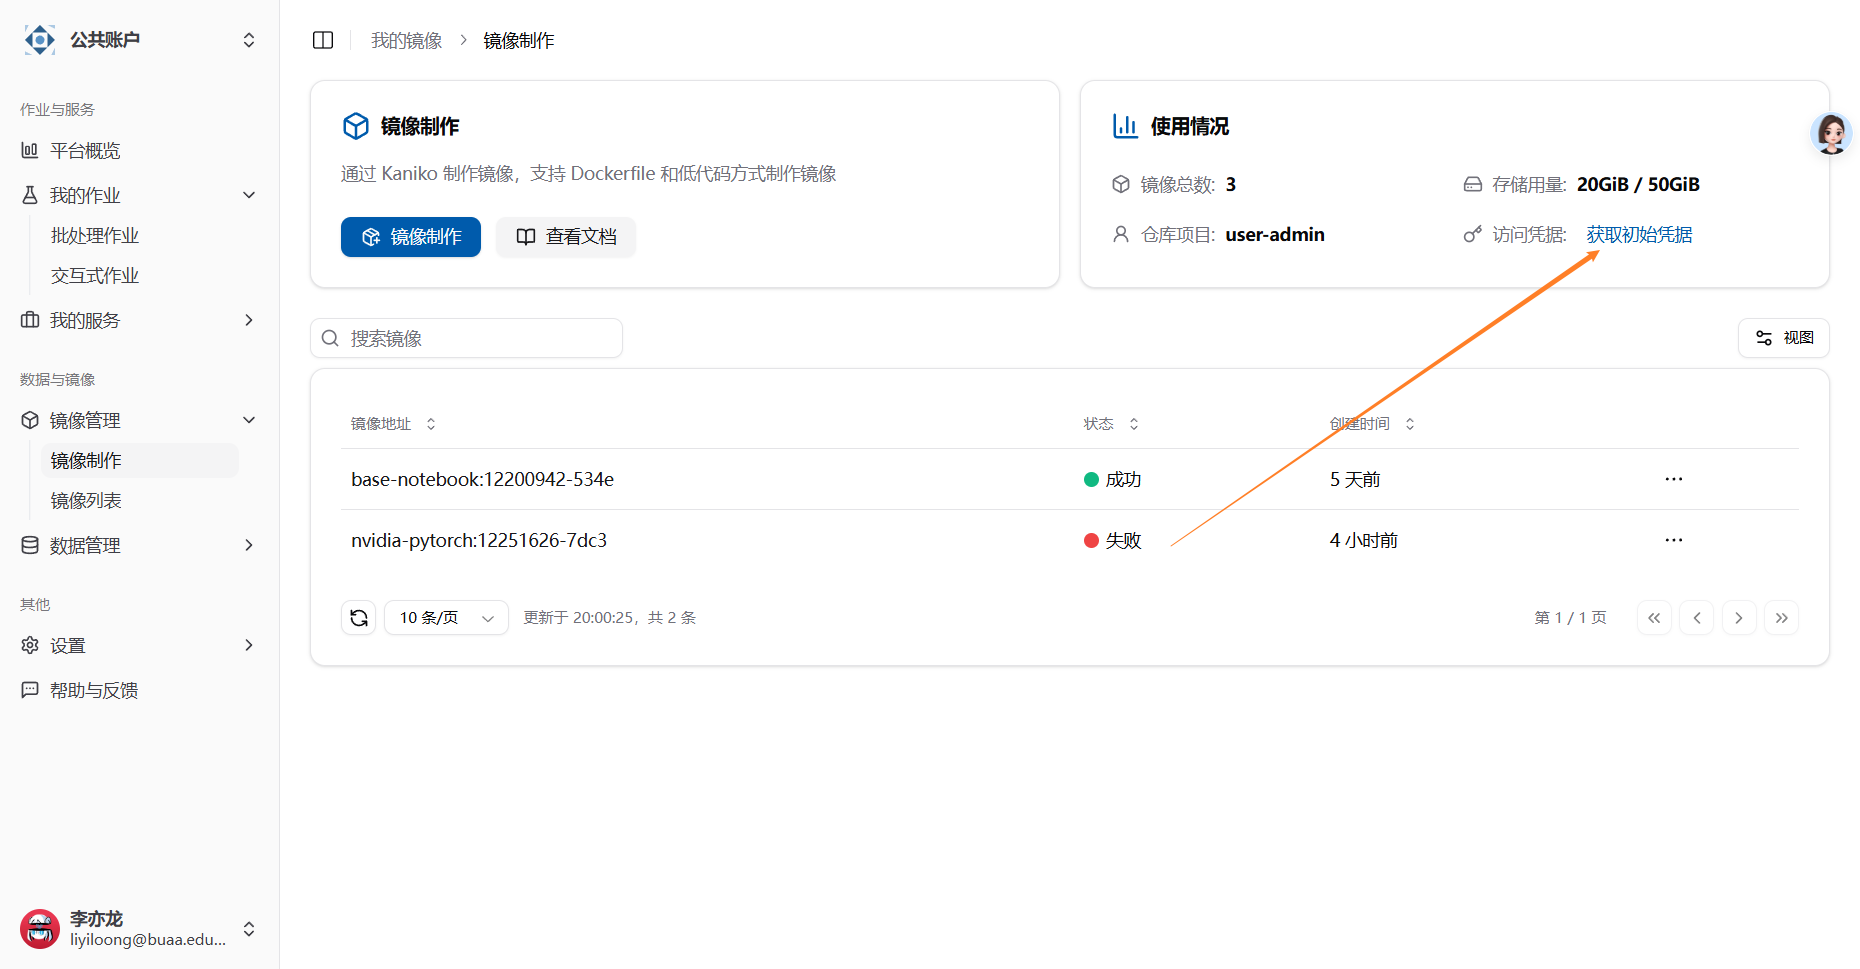 公共账户
作业与服务
平台概览
我的作业
批处理作业
交互式作业
我的服务
数据与镜像
镜像管理
镜像制作
镜像列表
数据管理
其他
设置
帮助与反馈
李亦龙
liyiloong@buaa.edu...
我的镜像 > 镜像制作
镜像制作
通过 Kaniko 制作镜像，支持 Dockerfile 和低代码方式制作镜像
镜像制作 查看文档
使用情况
镜像总数: 3 存储用量: 20GiB / 50GiB
仓库项目: user-admin 访问凭据: 获取初始凭据
搜索镜像 视图
镜像地址 状态 创建时间
base-notebook:12200942-534e 成功 5 天前 ...
nvidia-pytorch:12251626-7dc3 失败 4 小时前 ...
10 条/页 更新于 20:00:25，共 2 条 第 1 / 1 页